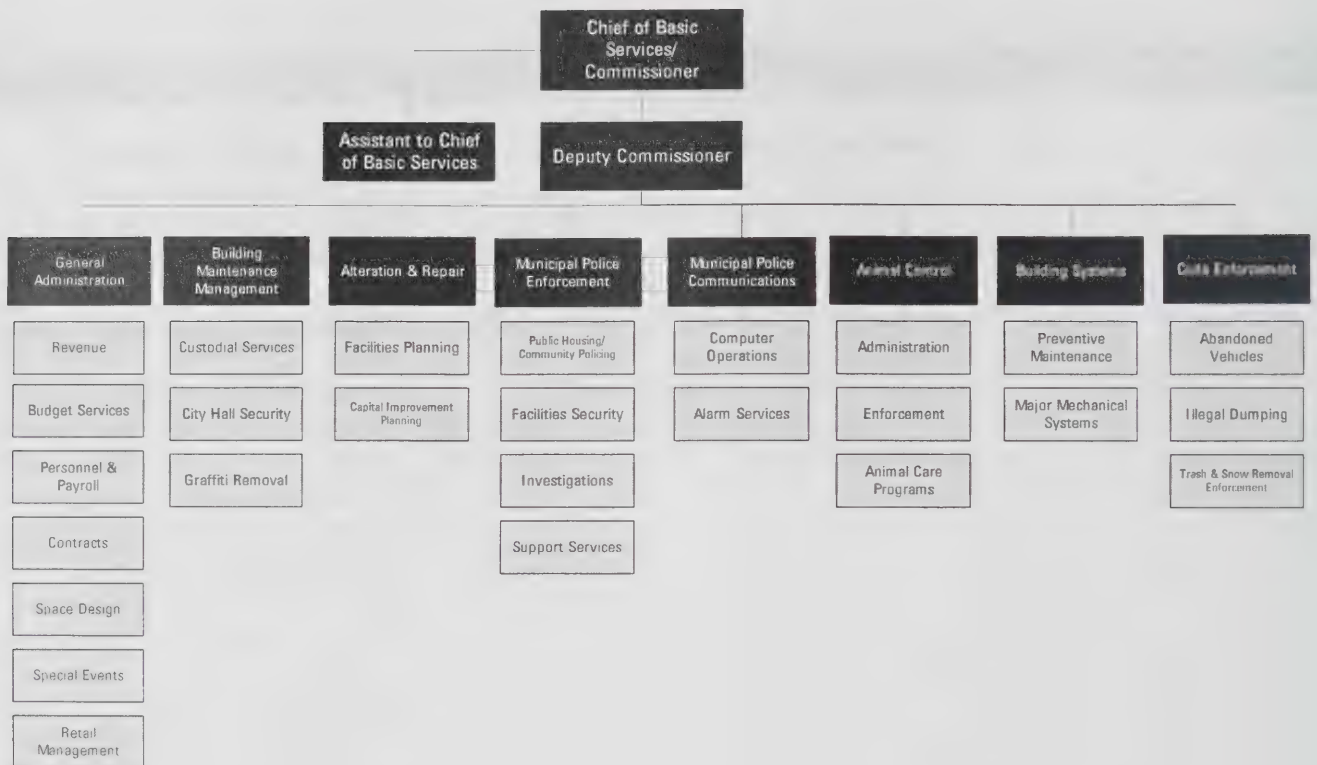 Chief of Basic
Services/
Commissioner
Assistant to Chief
of Basic Services
Deputy Commissioner
General
Administration
Revenue
Budget Services
Personnel &
Payroll
Contracts
Space Design
Special Events
Retail
Management
Building
Maintenance
Management
Custodial Services
City Hall Security
Graffiti Removal
Alteration & Repair
Facilities Planning
Capital Improvement
Planning
Municipal Police
Enforcement
Public Housing/
Community Policing
Facilities Security
Investigations
Support Services
Municipal Police
Communications
Computer
Operations
Alarm Services
Animal Control
Administration
Enforcement
Animal Care
Programs
Building Systems
Preventive
Maintenance
Major Mechanical
Systems
Code Enforcement
Abandoned
Vehicles
Illegal Dumping
Trash & Snow Removal
Enforcement